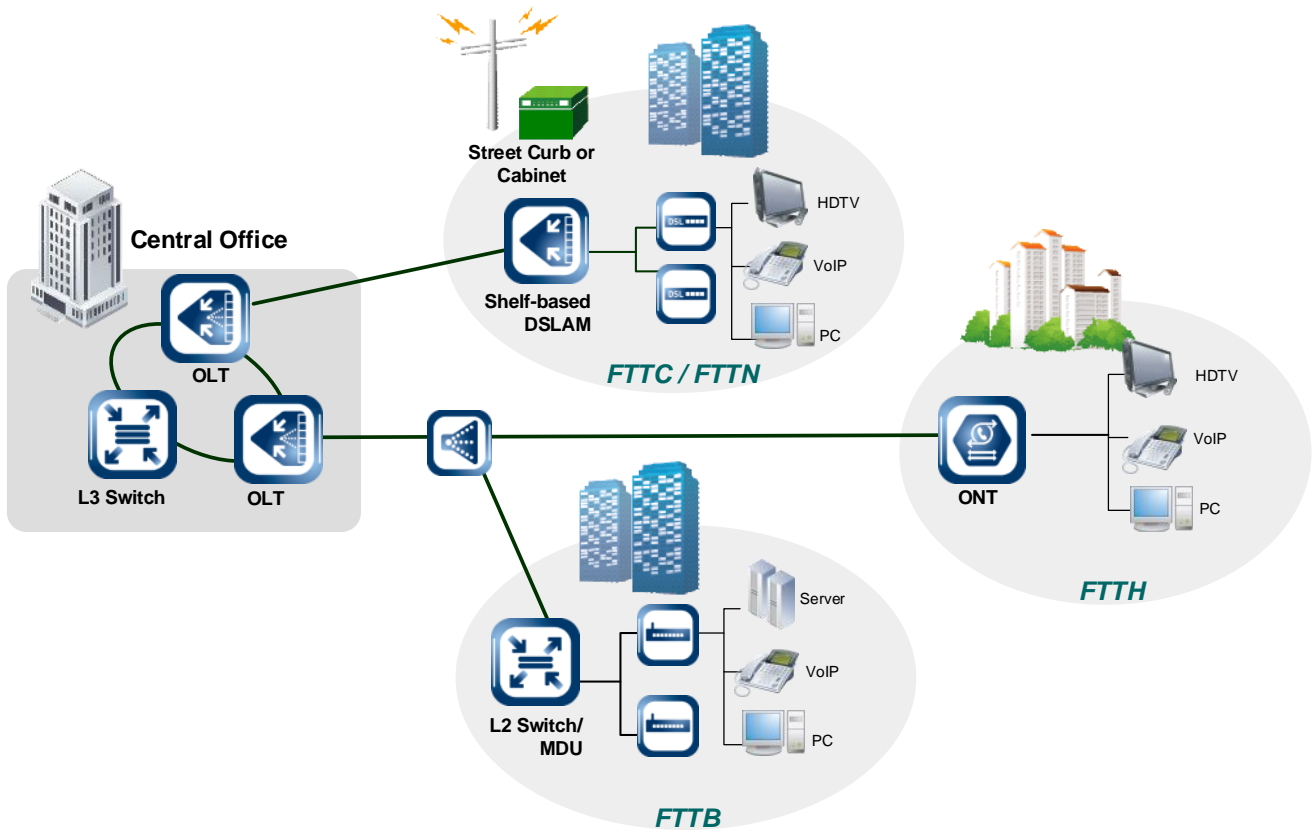 Street Curb or
Cabinet
Central Office
OLT
L3 Switch
OLT
Shelf-based
DSLAM
DSL
DSL
HDTV
VoIP
PC
FTTC / FTTN
ONT
HDTV
VoIP
PC
FTTH
L2 Switch/
MDU
Server
VoIP
PC
FTTB